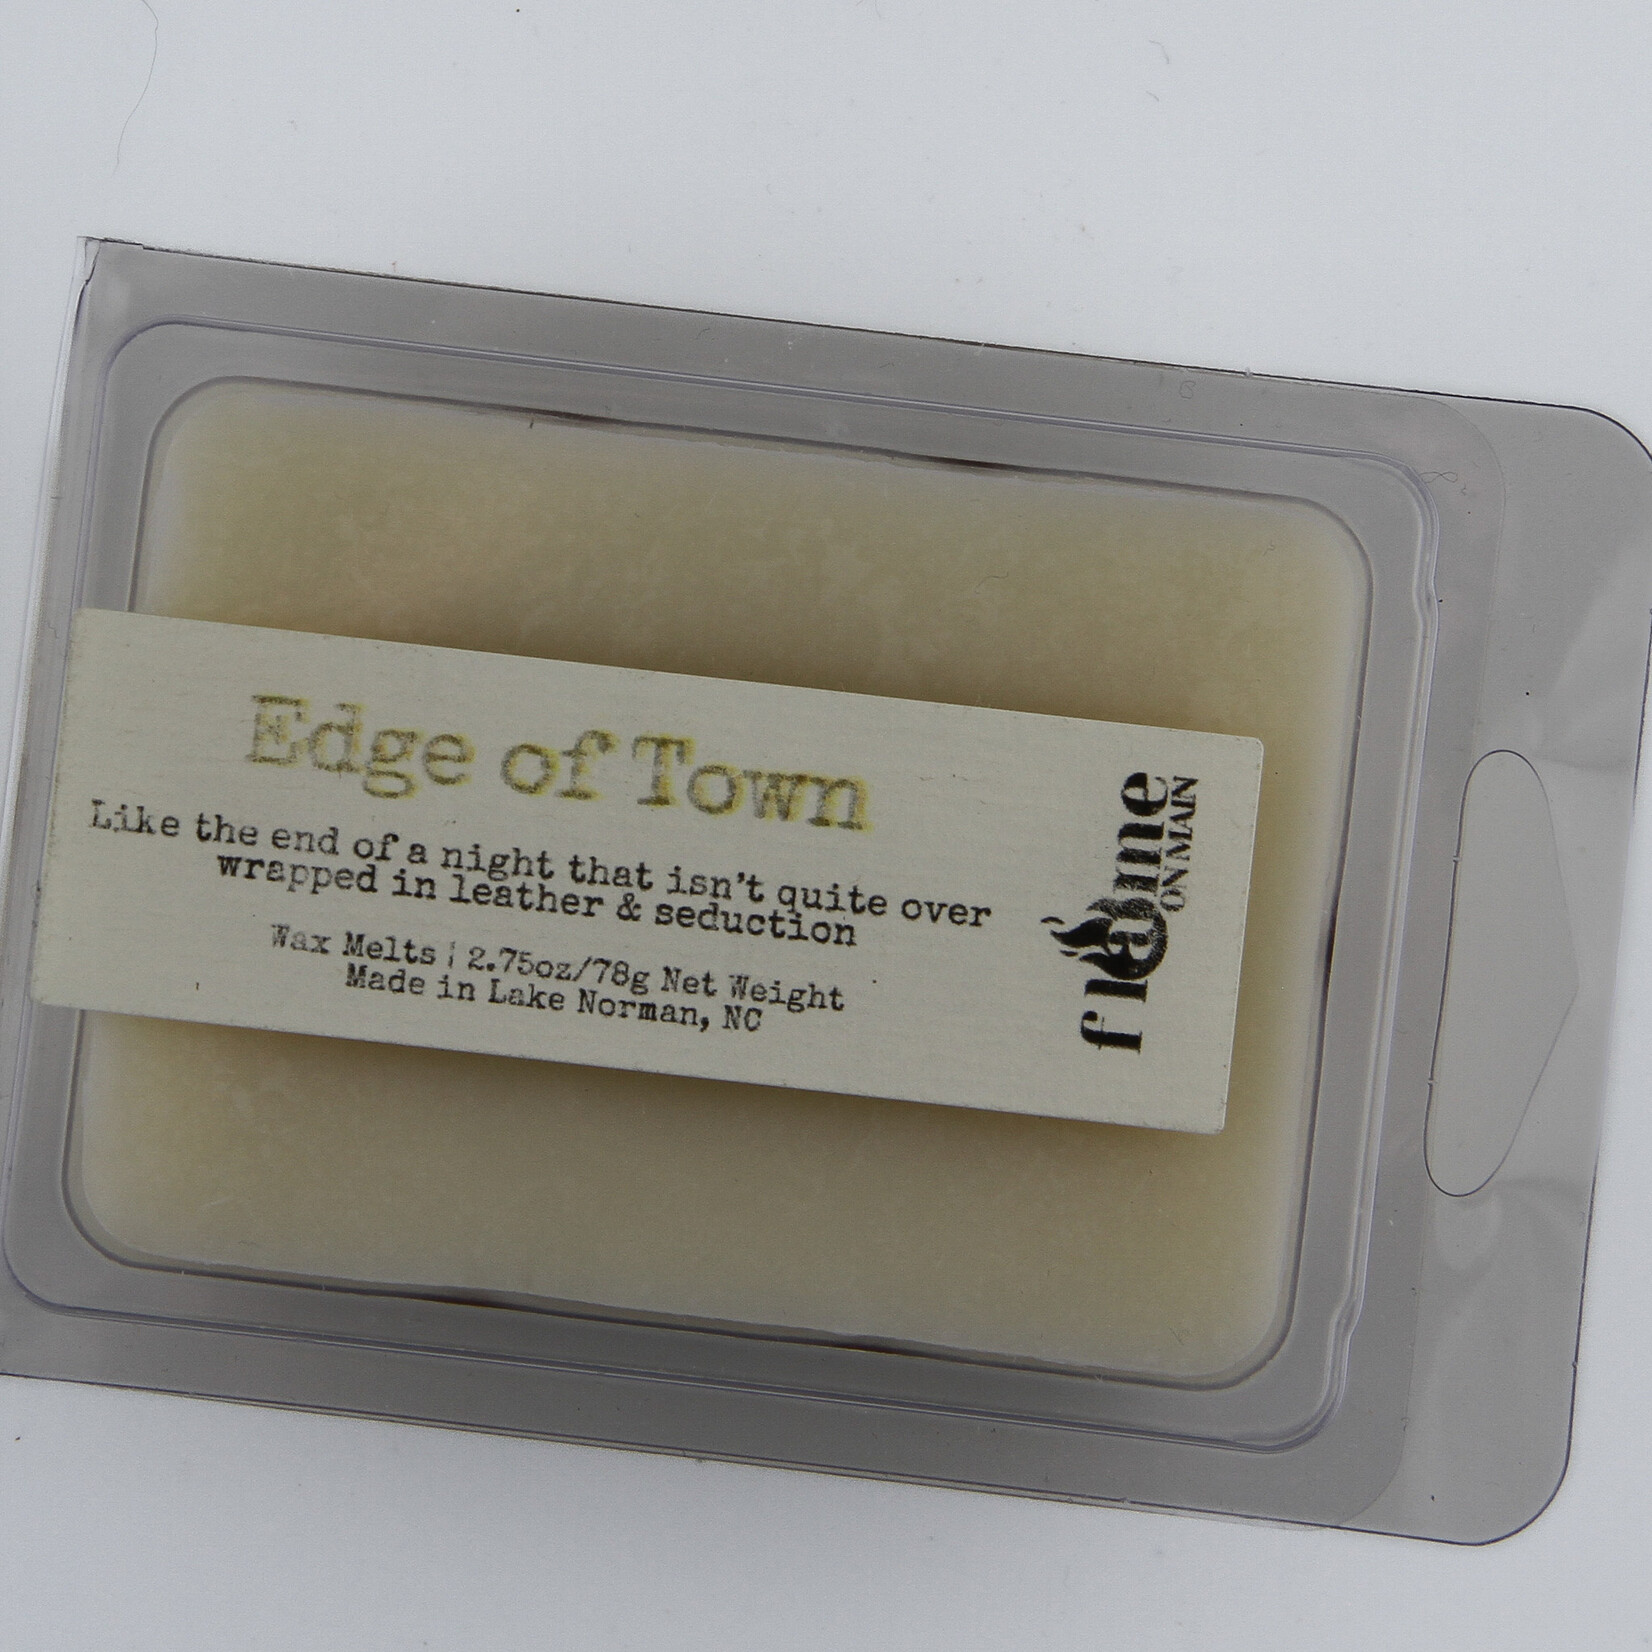 Edge of Town
Like the end of a night that isn't quite over
wrapped in leather & seduction
Wax Melts | 2.75oz/78g Net Weight
Made in Lake Norman, NC
flame
ON MAIN